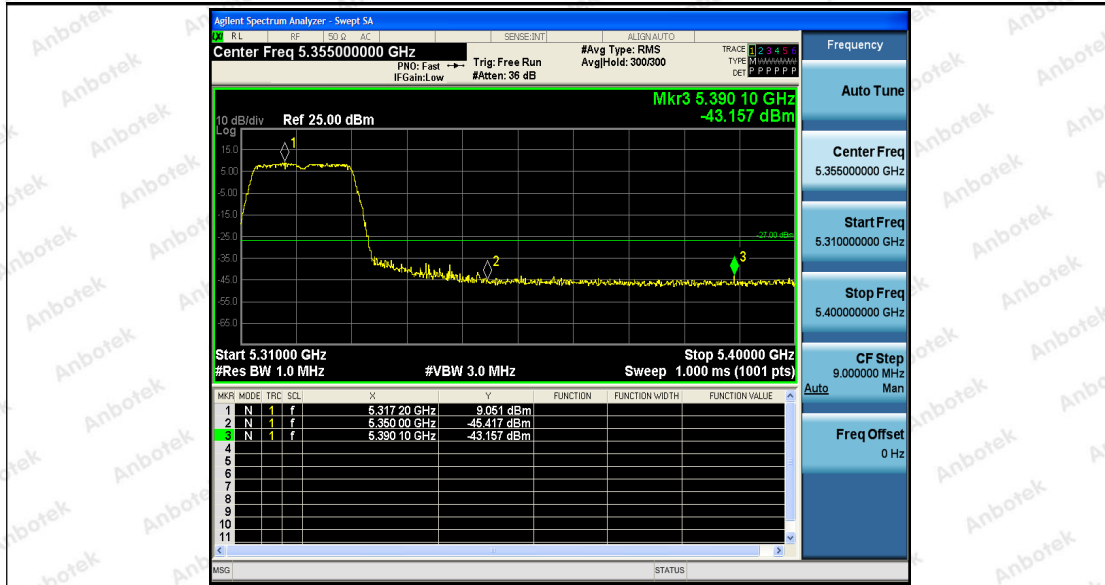 Agilent Spectrum Analyzer - Swept SA
RL RF 50 Ω AC SENSE:INT ALIGNAUTO
Center Freq 5.355000000 GHz
PNO: Fast
IFGain:Low
Trig: Free Run
#Atten: 36 dB
#Avg Type: RMS
Avg|Hold: 300/300
TRACE 1 2 3 4 5 6
TYPE M
DET P P P P P P
Mkr3 5.390 10 GHz
-43.157 dBm
10 dB/div Ref 25.00 dBm
Log
15.0
5.00
-5.00
-15.0
-25.0
-35.0
-45.0
-55.0
-65.0
1
2
3
-27.00 dBm
Start 5.31000 GHz Stop 5.40000 GHz
#Res BW 1.0 MHz #VBW 3.0 MHz Sweep 1.000 ms (1001 pts)
MKR MODE TRC SCL X Y FUNCTION FUNCTION WIDTH FUNCTION VALUE
1 N 1 f 5.317 20 GHz 9.051 dBm
2 N 1 f 5.350 00 GHz -45.417 dBm
3 N 1 f 5.390 10 GHz -43.157 dBm
4
5
6
7
8
9
10
11
MSG STATUS
Frequency
Auto Tune
Center Freq
5.355000000 GHz
Start Freq
5.310000000 GHz
Stop Freq
5.400000000 GHz
CF Step
9.000000 MHz
Auto Man
Freq Offset
0 Hz
Anbotek